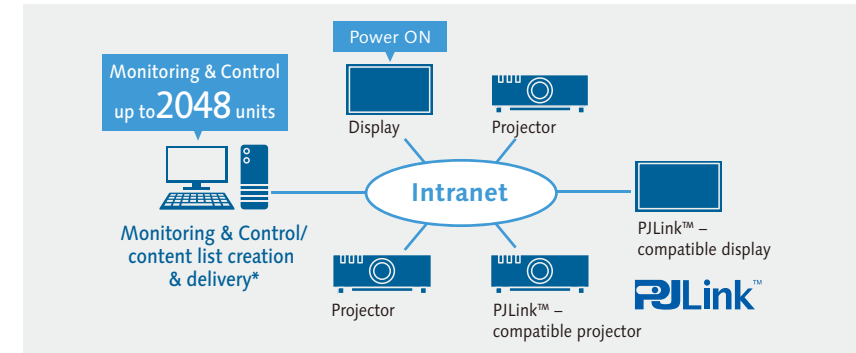 Power ON
Monitoring & Control
up to 2048 units
Display
Projector
Intranet
Monitoring & Control/
content list creation
& delivery*
PJLink™ –
compatible display
PJLink™
Projector
PJLink™ –
compatible projector